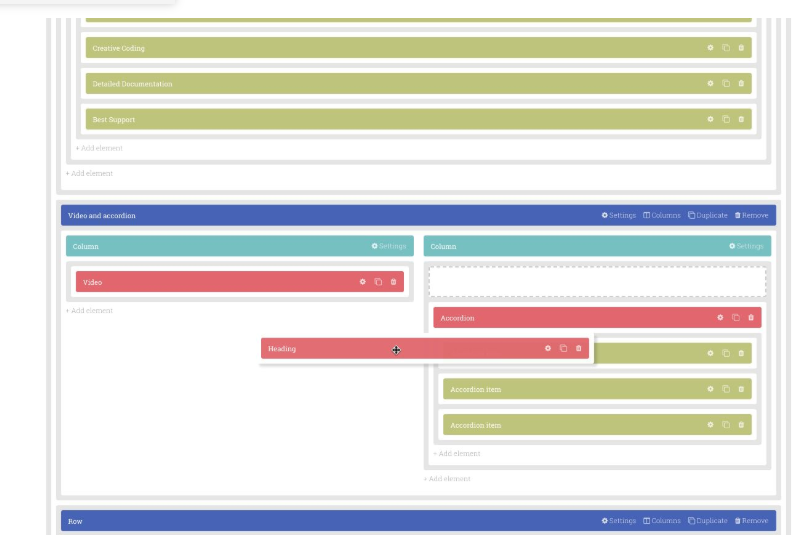 Creative Coding
Detailed Documentation
Best Support
+ Add element
+ Add element
Video and accordion Settings Columns Duplicate Remove
Column Settings Column Settings
Video
+ Add element
Accordion
Heading
Accordion item
Accordion item
+ Add element
+ Add element
Row Settings Columns Duplicate Remove